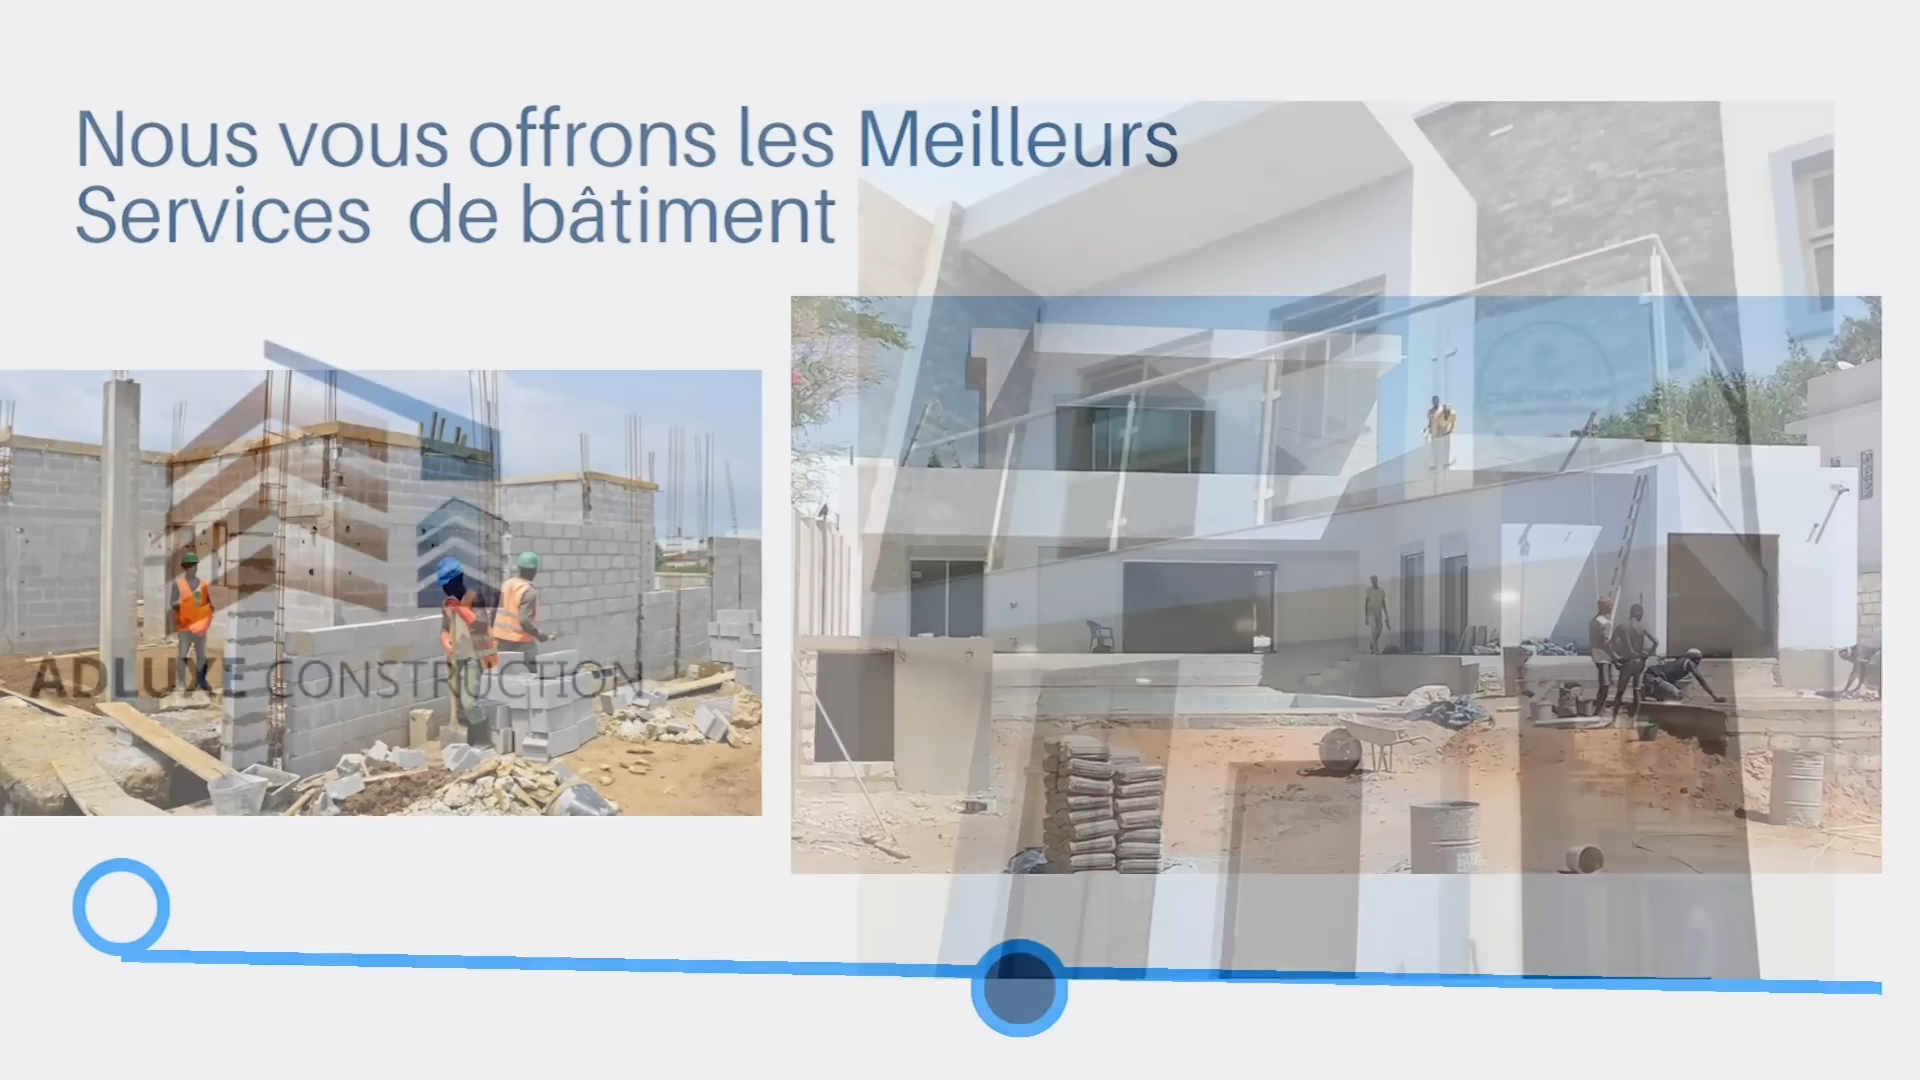 Nous vous offrons les Meilleurs
Services de bâtiment
ADLUXE CONSTRUCTION